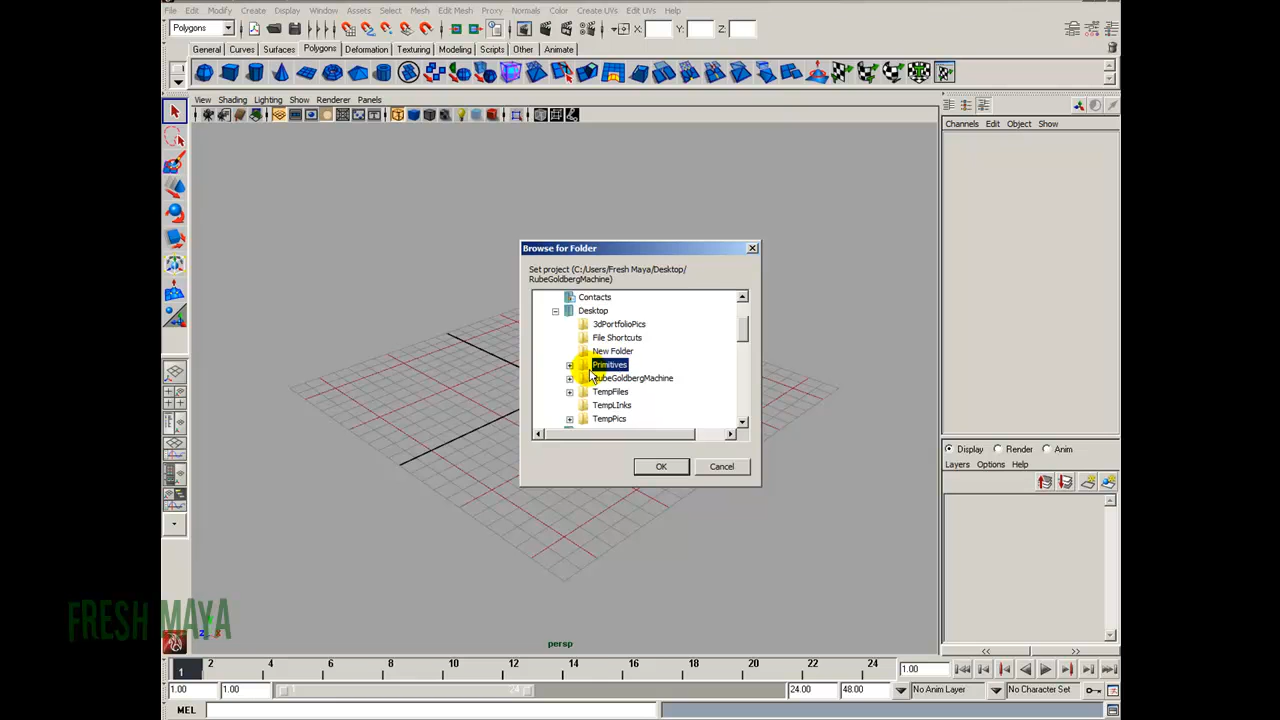 File Edit Modify Create Display Window Assets Select Mesh Edit Mesh Proxy Normals Color Create UVs Edit UVs Help
Polygons X: Y: Z:
General Curves Surfaces Polygons Deformation Texturing Modeling Scripts Other Animate
View Shading Lighting Show Renderer Panels
Channels Edit Object Show
Browse for Folder
Set project (C:/Users/Fresh Maya/Desktop/
RubeGoldbergMachine)
Contacts
Desktop
3dPortfolioPics
File Shortcuts
New Folder
Primitives
RubeGoldbergMachine
TempFiles
TempLInks
TempPics
OK Cancel
Display Render Anim
Layers Options Help
FRESH MAYA
persp
1 2 4 6 8 10 12 14 16 18 20 22 24 1.00
1.00 1.00 24 24.00 48.00 No Anim Layer No Character Set
MEL